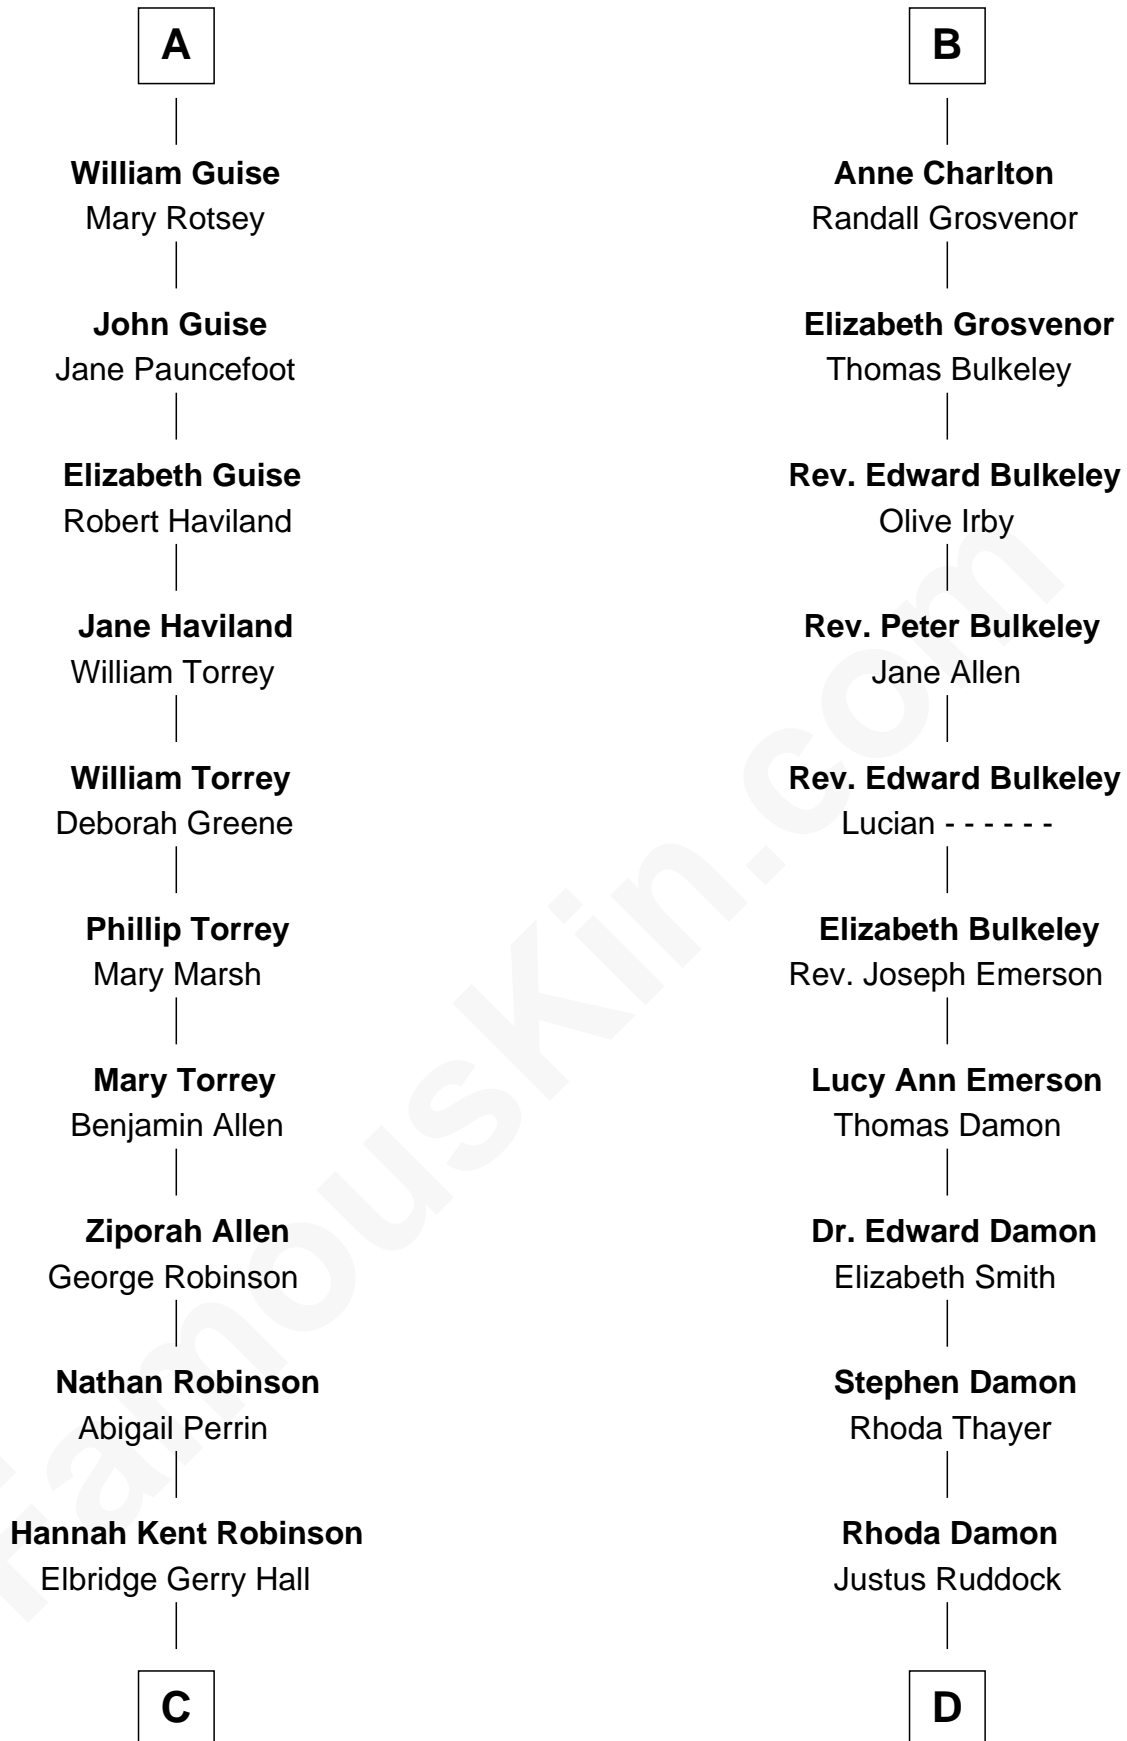 A
William Guise
Mary Rotsey
John Guise
Jane Pauncefoot
Elizabeth Guise
Robert Haviland
Jane Haviland
William Torrey
William Torrey
Deborah Greene
Phillip Torrey
Mary Marsh
Mary Torrey
Benjamin Allen
Ziporah Allen
George Robinson
Nathan Robinson
Abigail Perrin
Hannah Kent Robinson
Elbridge Gerry Hall
C
B
Anne Charlton
Randall Grosvenor
Elizabeth Grosvenor
Thomas Bulkeley
Rev. Edward Bulkeley
Olive Irby
Rev. Peter Bulkeley
Jane Allen
Rev. Edward Bulkeley
Lucian - - - - - -
Elizabeth Bulkeley
Rev. Joseph Emerson
Lucy Ann Emerson
Thomas Damon
Dr. Edward Damon
Elizabeth Smith
Stephen Damon
Rhoda Thayer
Rhoda Damon
Justus Ruddock
D
FamousKin.com